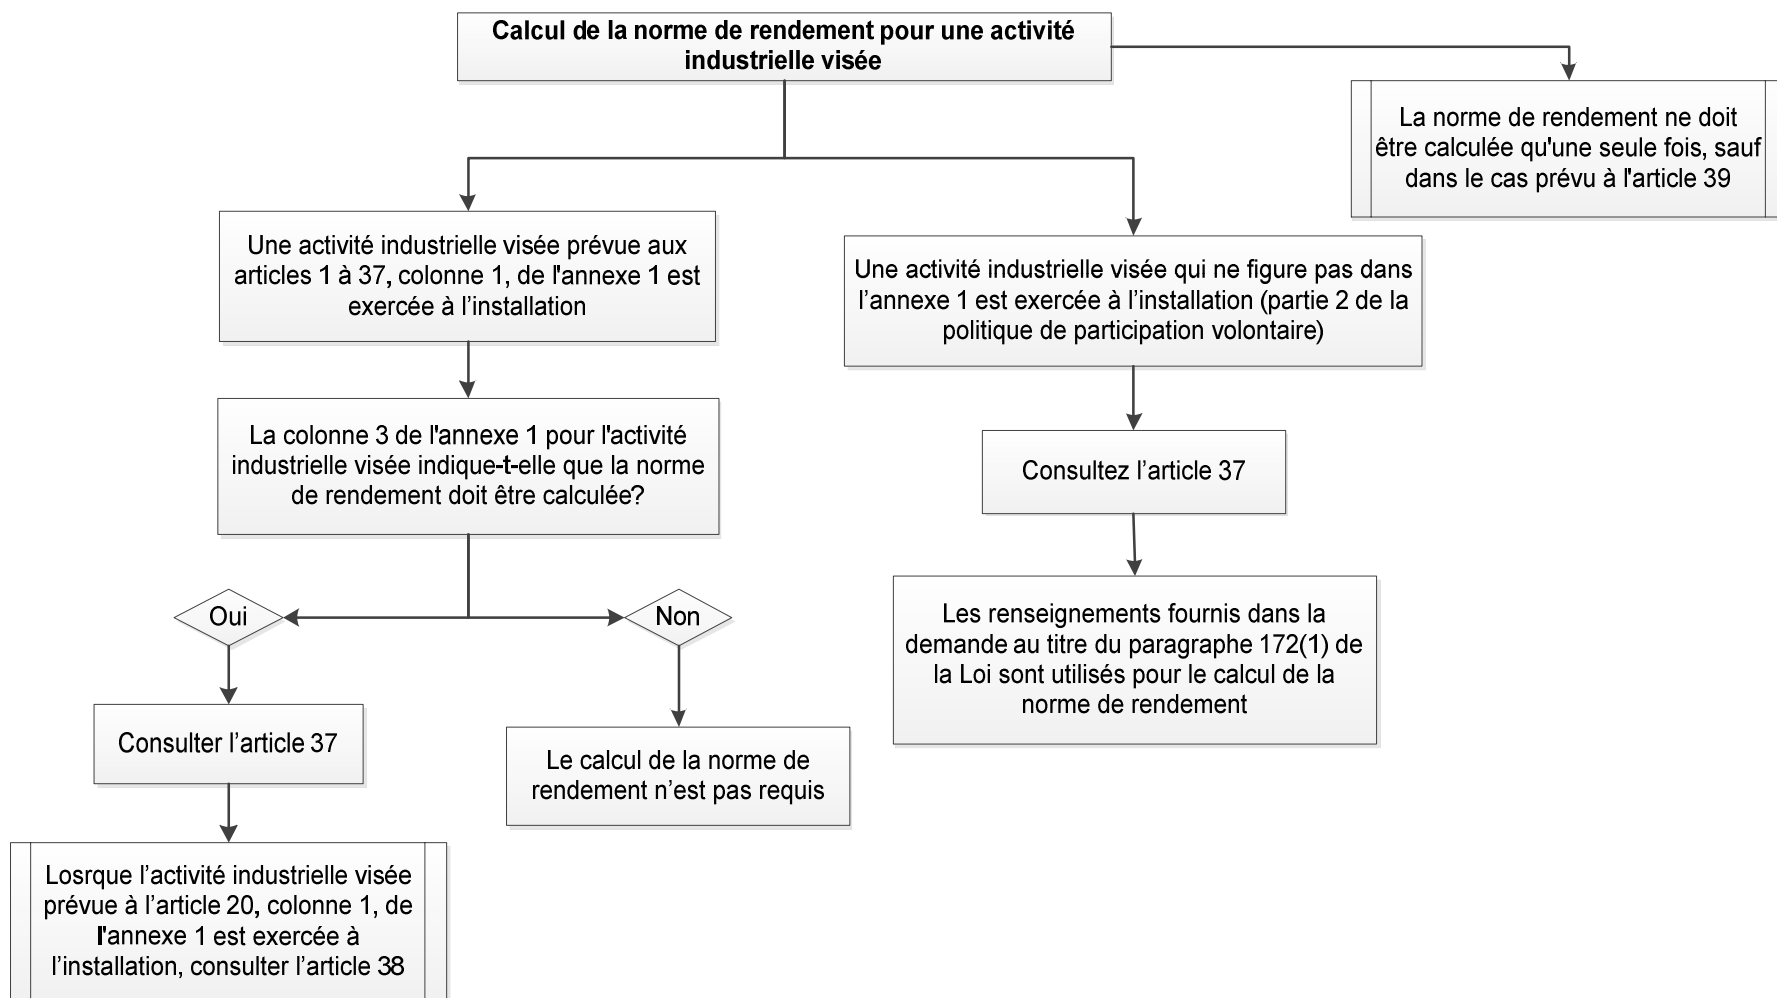 Calcul de la norme de rendement pour une activité
industrielle visée
La norme de rendement ne doit
être calculée qu'une seule fois, sauf
dans le cas prévu à l'article 39
Une activité industrielle visée prévue aux
articles 1 à 37, colonne 1, de l'annexe 1 est
exercée à l’installation
Une activité industrielle visée qui ne figure pas dans
l’annexe 1 est exercée à l’installation (partie 2 de la
politique de participation volontaire)
La colonne 3 de l'annexe 1 pour l'activité
industrielle visée indique-t-elle que la norme
de rendement doit être calculée?
Consultez l’article 37
Oui
Non
Les renseignements fournis dans la
demande au titre du paragraphe 172(1) de
la Loi sont utilisés pour le calcul de la
norme de rendement
Consulter l’article 37
Le calcul de la norme de
rendement n’est pas requis
Losrque l’activité industrielle visée
prévue à l’article 20, colonne 1, de
l'annexe 1 est exercée à
l’installation, consulter l’article 38